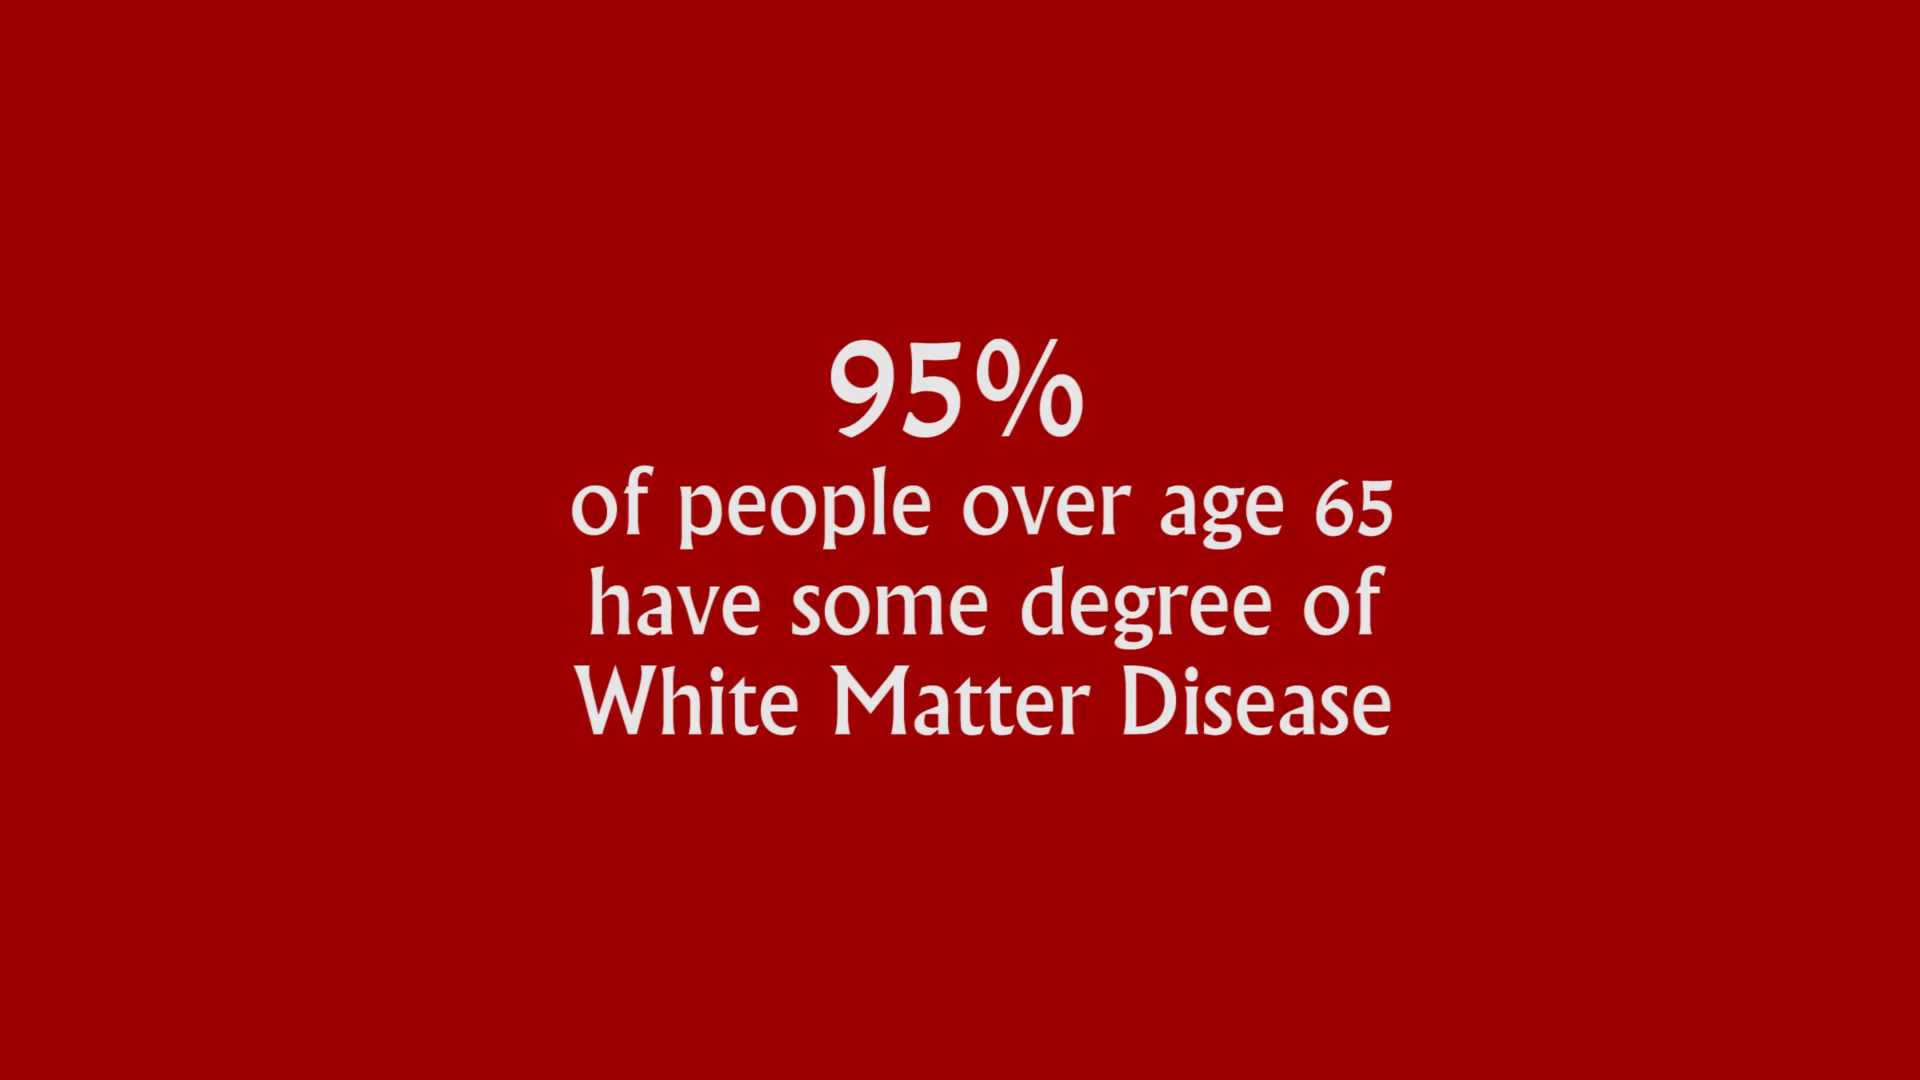 95%
of people over age 65
have some degree of
White Matter Disease